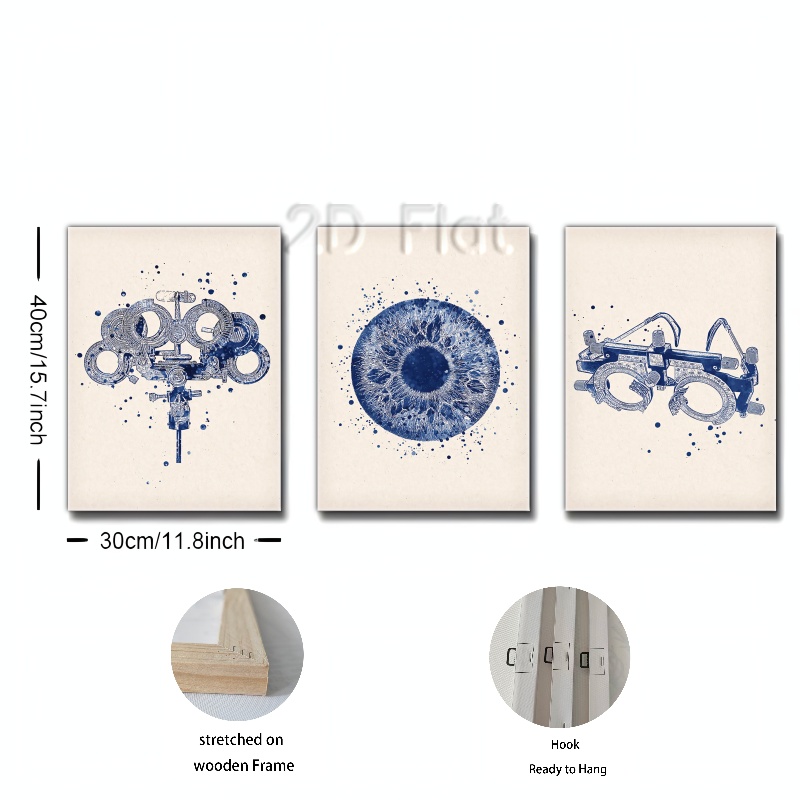 2D Flat
40cm/15.7inch
30cm/11.8inch
stretched on
wooden Frame
Hook
Ready to Hang